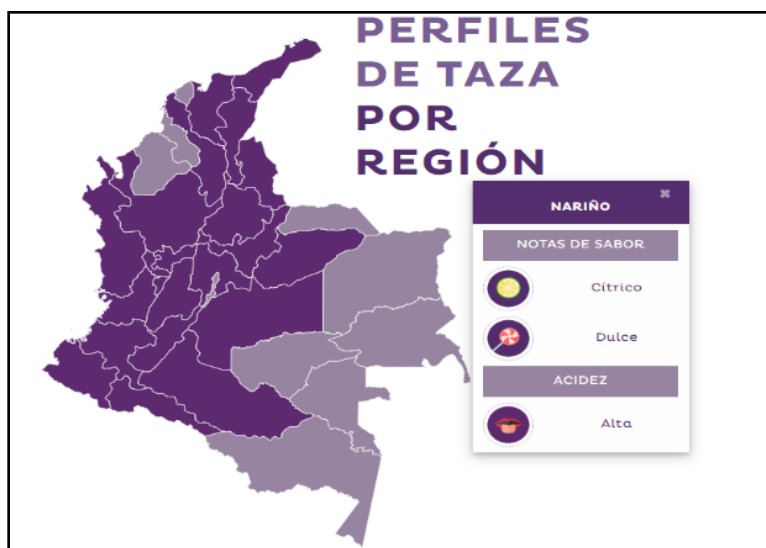 PERFILES
DE TAZA
POR
REGIÓN
NARIÑO
NOTAS DE SABOR
Cítrico
Dulce
ACIDEZ
Alta